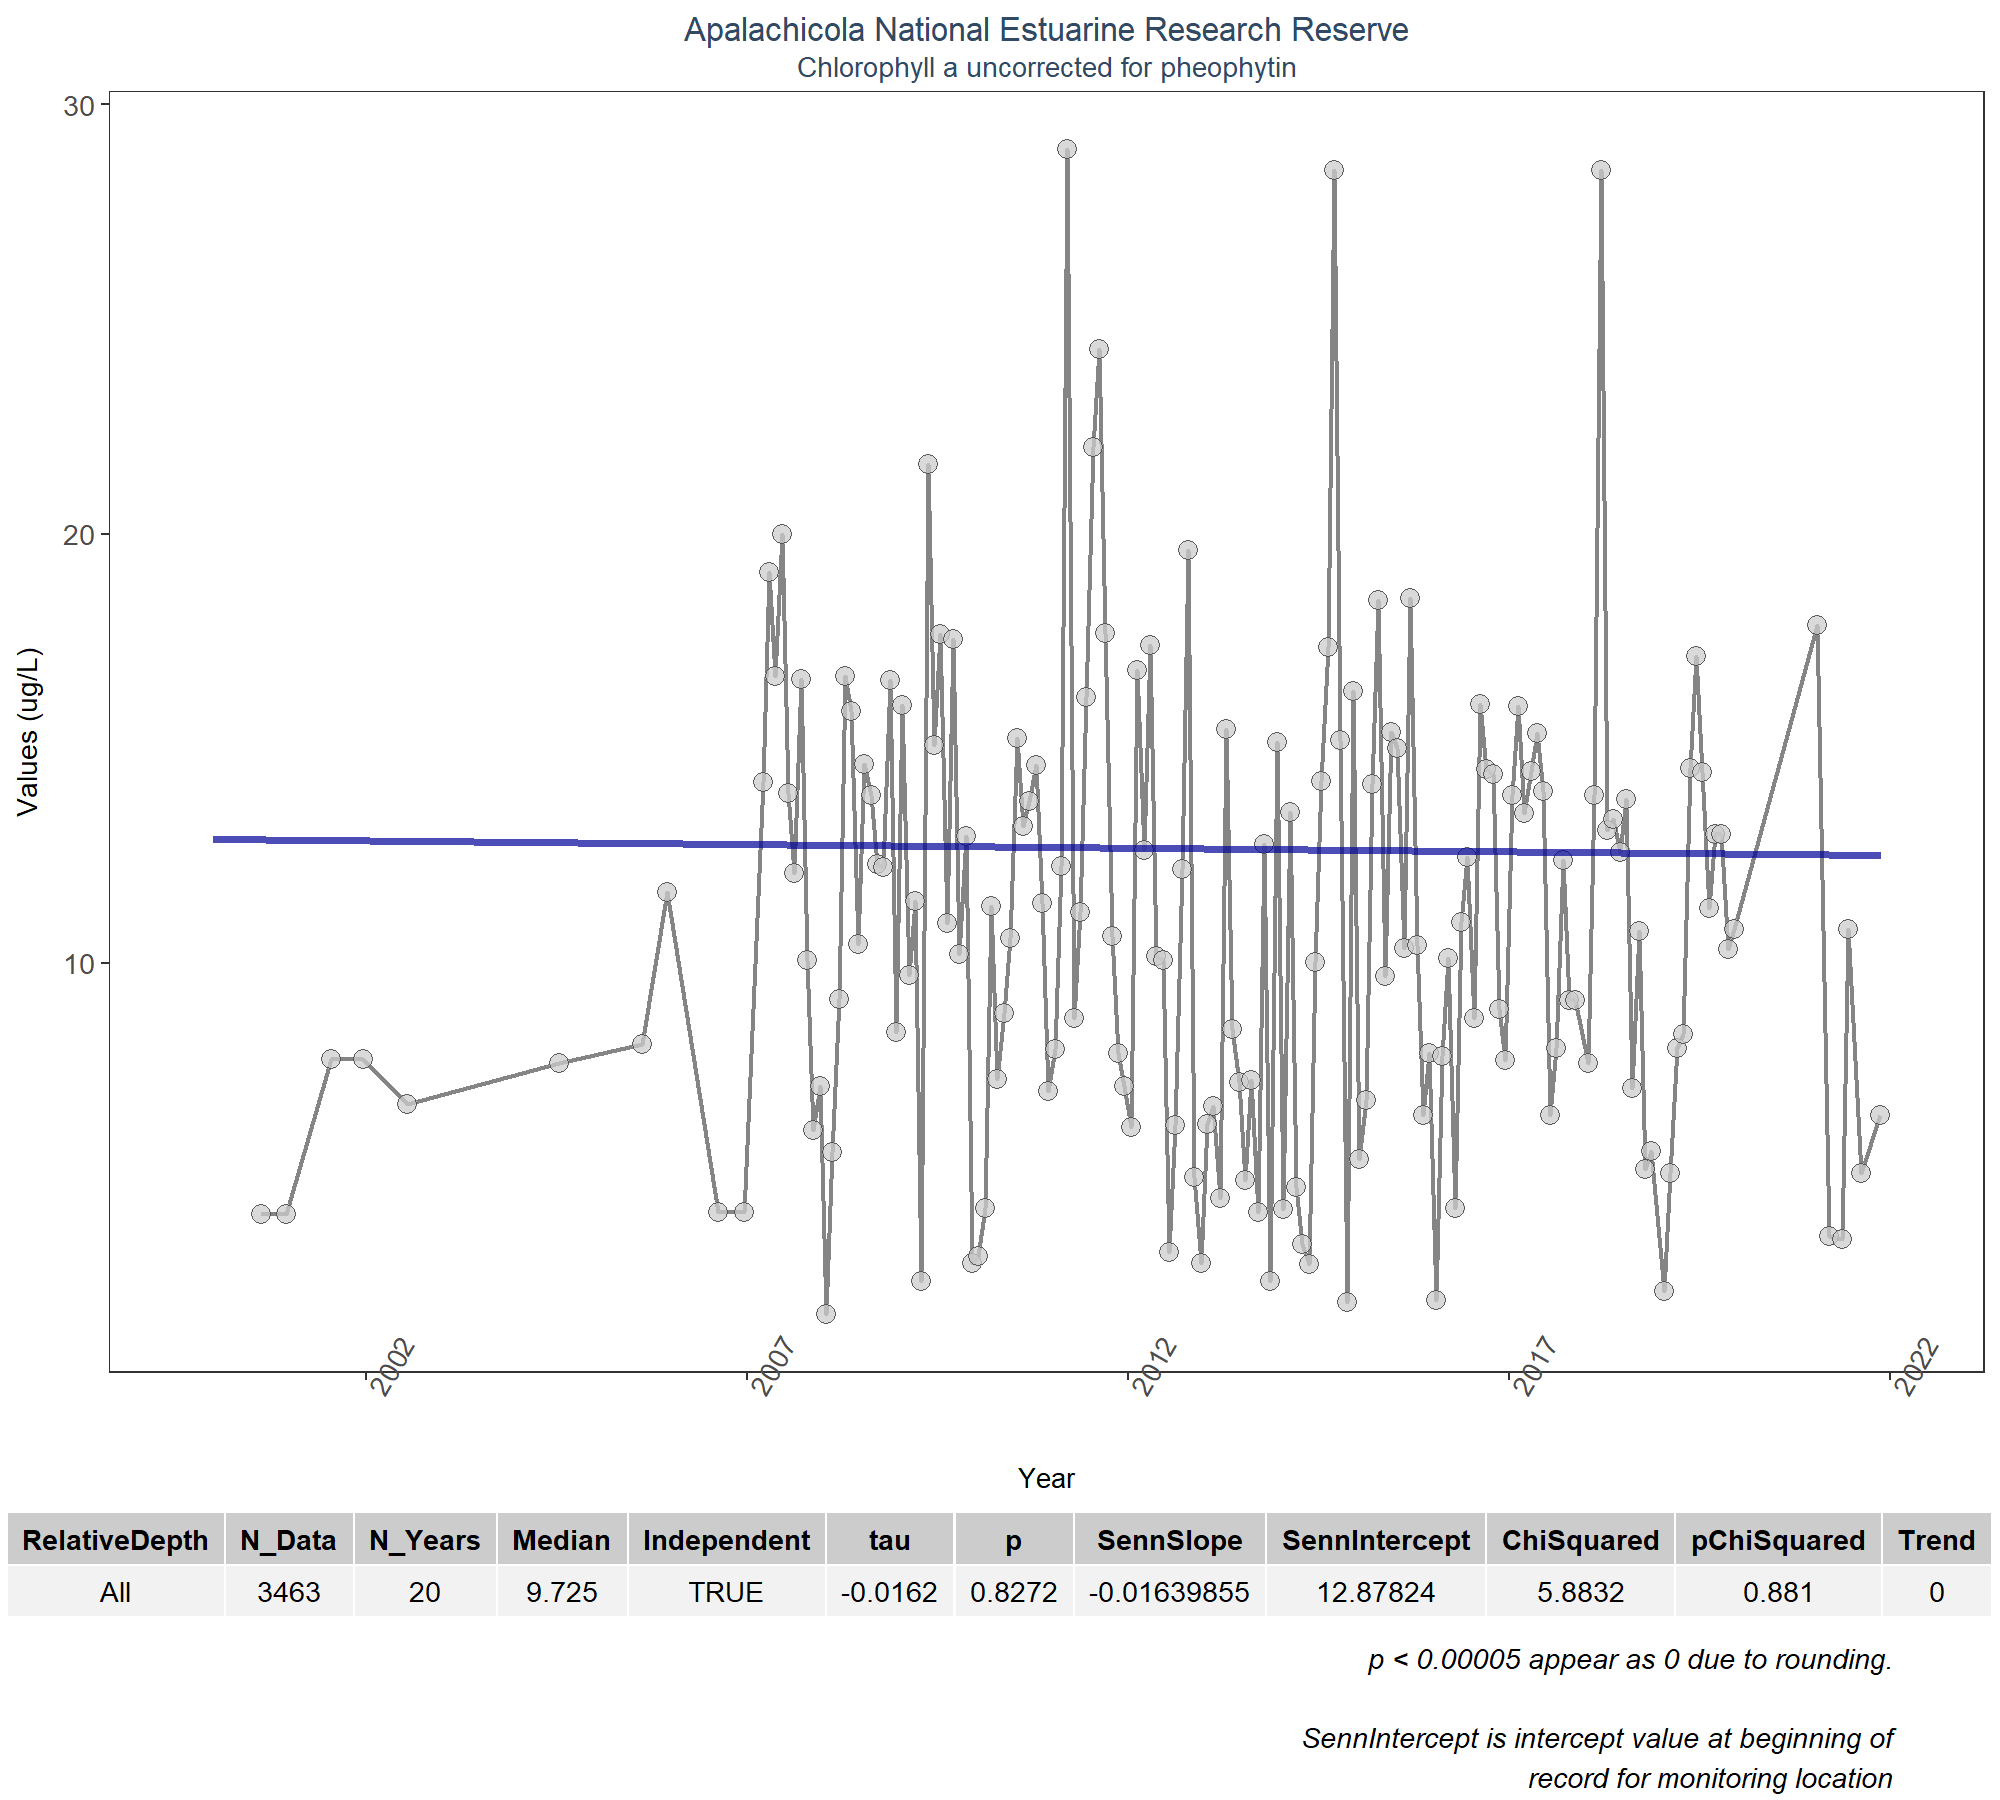 Apalachicola National Estuarine Research Reserve
Chlorophyll a uncorrected for pheophytin
30
20
10
Values (ug/L)
2002
2007
2012
2017
2022
Year
RelativeDepth N_Data N_Years Median Independent tau p SennSlope SennIntercept ChiSquared pChiSquared Trend
All 3463 20 9.725 TRUE -0.0162 0.8272 -0.01639855 12.87824 5.8832 0.881 0
p < 0.00005 appear as 0 due to rounding.
SennIntercept is intercept value at beginning of
record for monitoring location